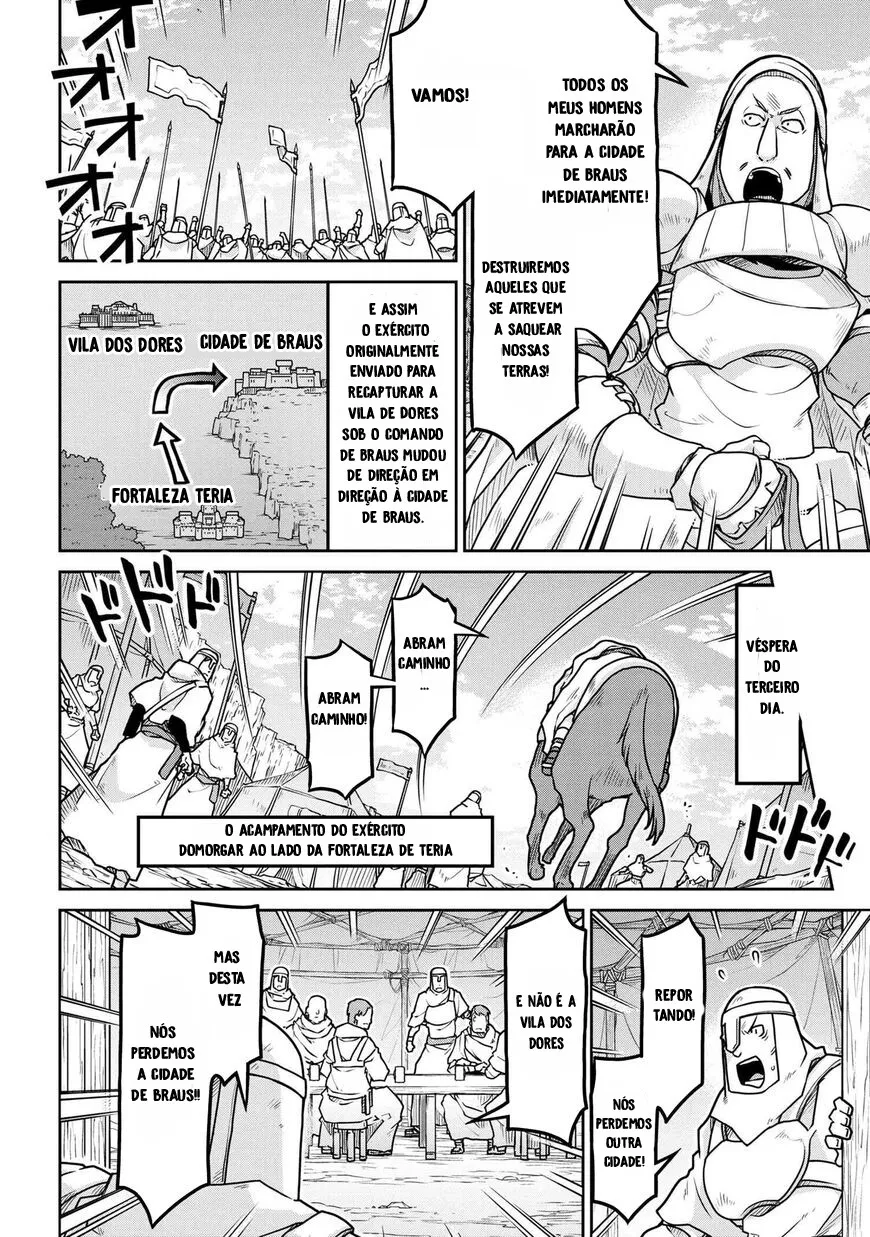 TODOS OS
MEUS HOMENS
MARCHARÃO
PARA A CIDADE
DE BRAUS
IMEDIATAMENTE!
VAMOS!
DESTRUIREMOS
AQUELES QUE
SE ATREVEM
A SAQUEAR
NOSSAS
TERRAS!
オオオオオオ
E ASSIM
O EXÉRCITO
ORIGINALMENTE
ENVIADO PARA
RECAPTURAR A
VILA DE DORES
SOB O COMANDO
DE BRAUS MUDOU
DE DIREÇÃO EM
DIREÇÃO À CIDADE
DE BRAUS.
VILA DOS DORES
CIDADE DE BRAUS
FORTALEZA TERIA
VÉSPERA
DO
TERCEIRO
DIA.
ABRAM
CAMINHO
...
ABRAM
CAMINHO!
ドドド
ドドド
O ACAMPAMENTO DO EXÉRCITO
DOMORGAR AO LADO DA FORTALEZA DE TERIA
REPOR
TANDO!
NÓS
PERDEMOS
OUTRA
CIDADE!
E NÃO É A
VILA DOS
DORES
MAS
DESTA
VEZ
NÓS
PERDEMOS
A CIDADE
DE BRAUS!!